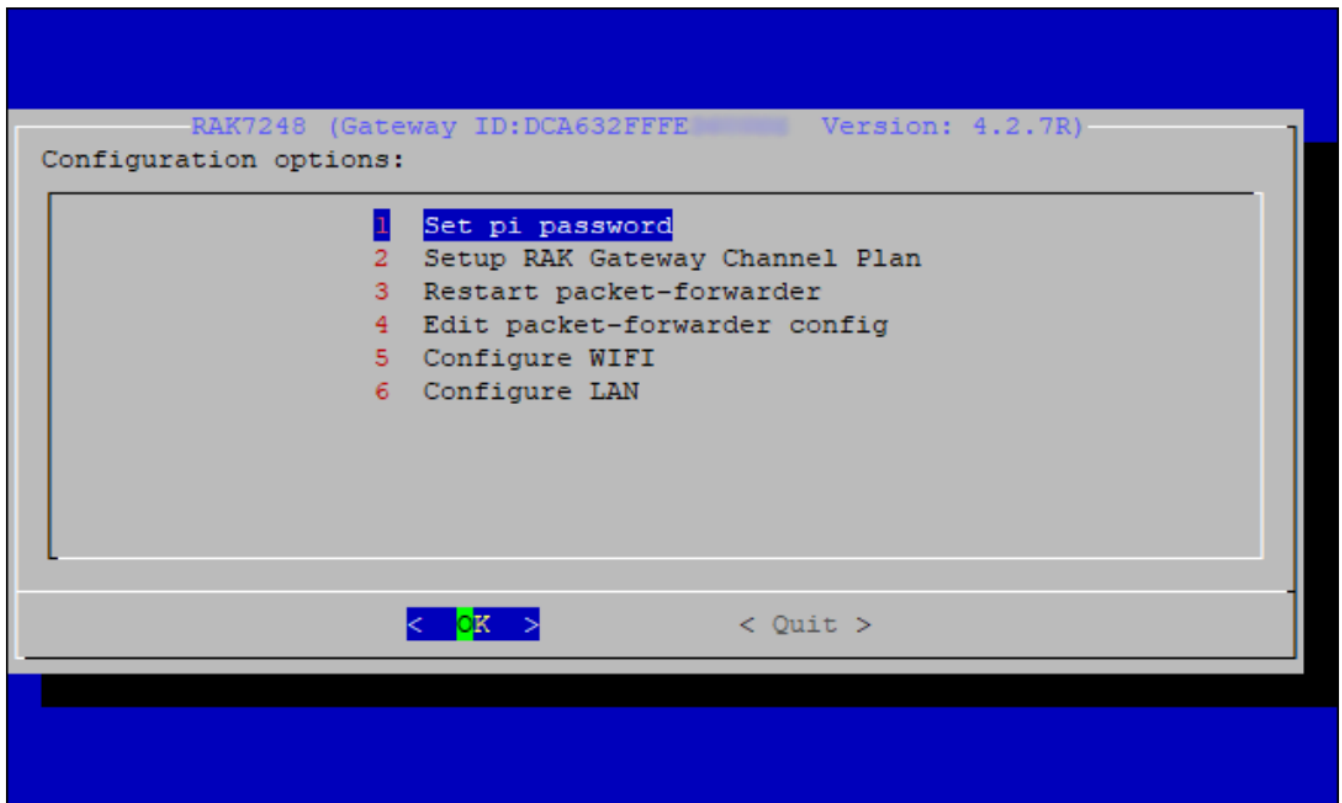 RAK7248 (Gateway ID:DCA632FFFE Version: 4.2.7R)
Configuration options:
1 Set pi password
2 Setup RAK Gateway Channel Plan
3 Restart packet-forwarder
4 Edit packet-forwarder config
5 Configure WIFI
6 Configure LAN
< OK > < Quit >